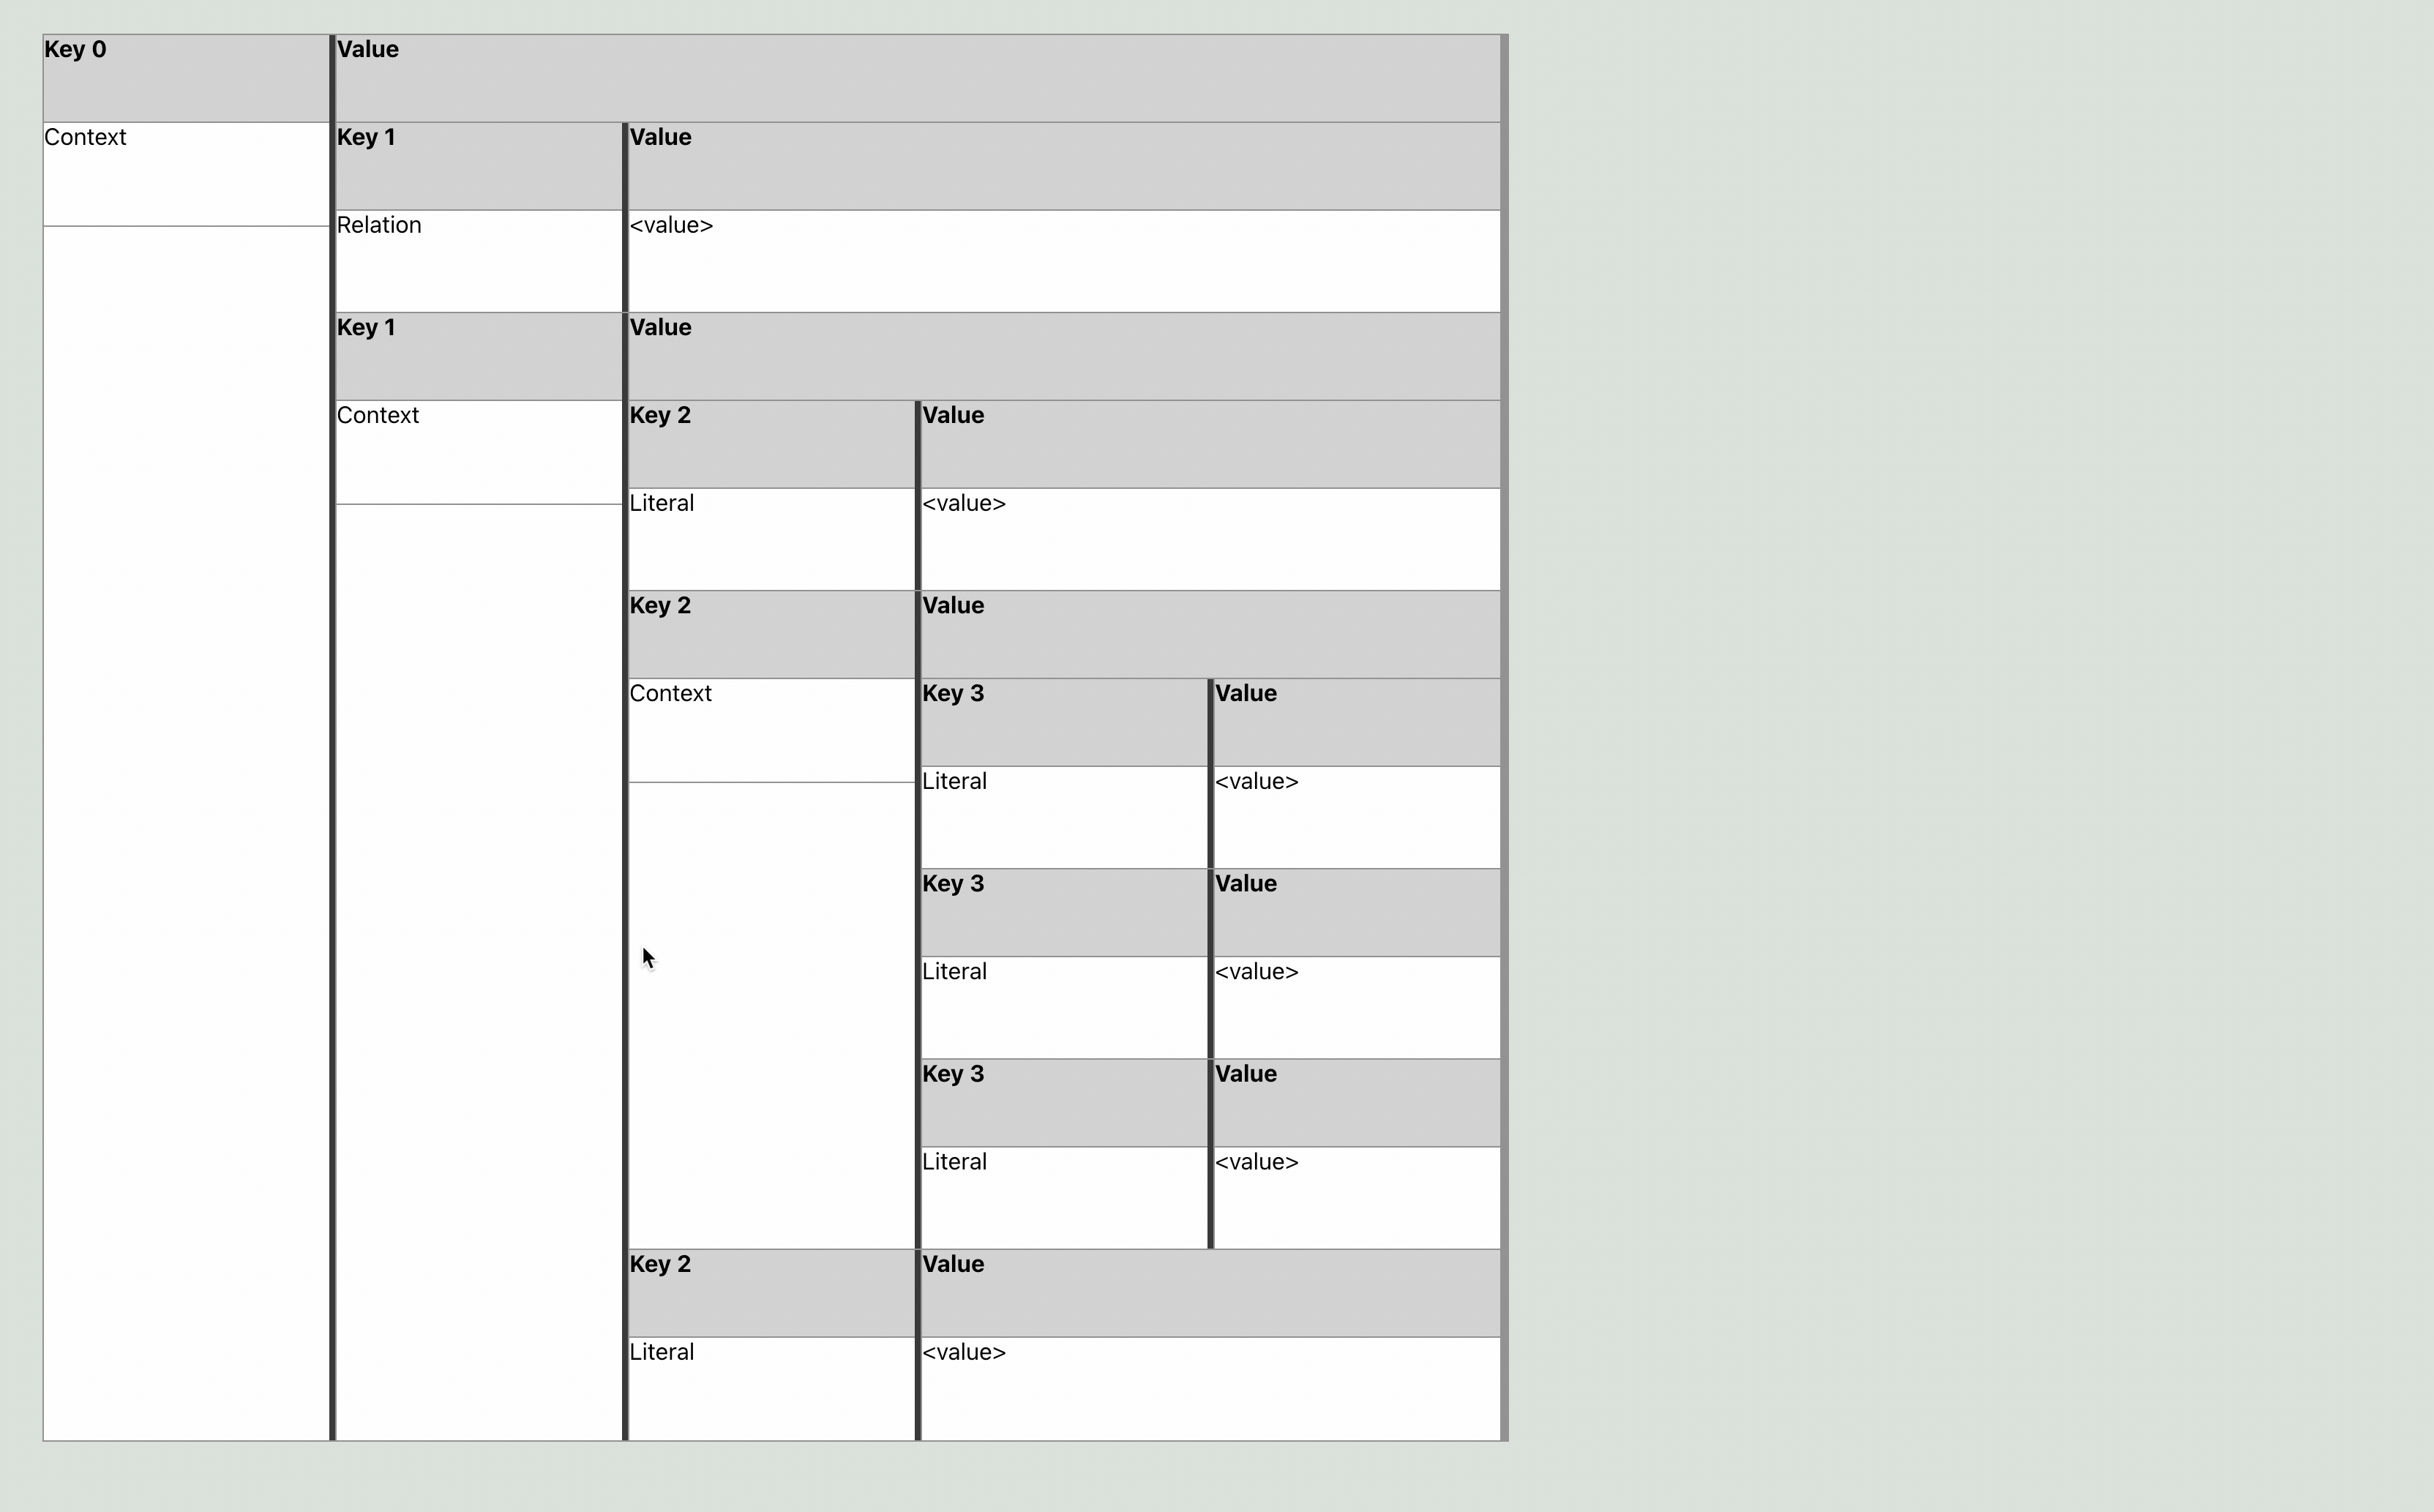 Key 0 Value
Context Key 1 Value
Relation <value>
Key 1 Value
Context Key 2 Value
Literal <value>
Key 2 Value
Context Key 3 Value
Literal <value>
Key 3 Value
Literal <value>
Key 3 Value
Literal <value>
Key 2 Value
Literal <value>